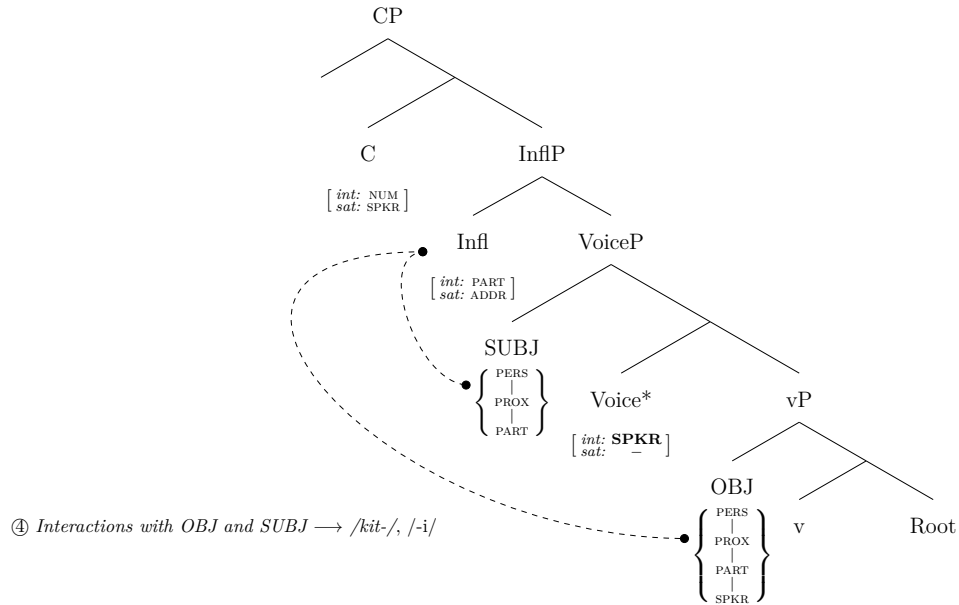 CP
C
InflP
[ int: NUM
sat: SPKR ]
Infl
VoiceP
[ int: PART
sat: ADDR ]
SUBJ
{ PERS
PROX
PART }
Voice*
vP
[ int: SPKR
sat: – ]
OBJ
{ PERS
PROX
PART
SPKR }
v
Root
④ Interactions with OBJ and SUBJ ⟶ /kit-/, /-i/